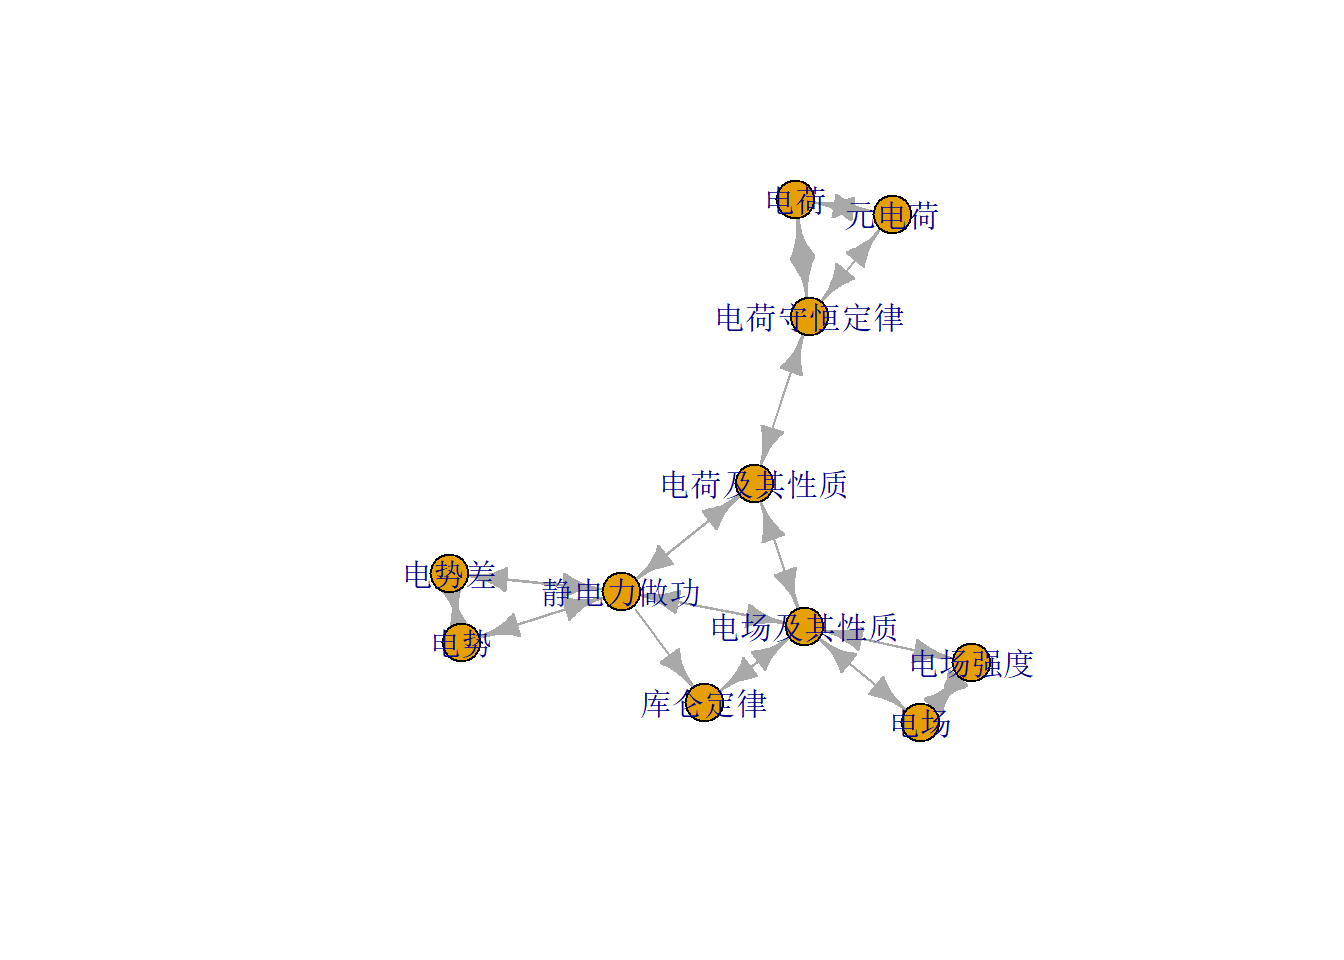 电荷
元电荷
电荷守恒定律
电荷及其性质
电势差
静电力做功
电场及其性质
电势
电场强度
库仑定律
电场